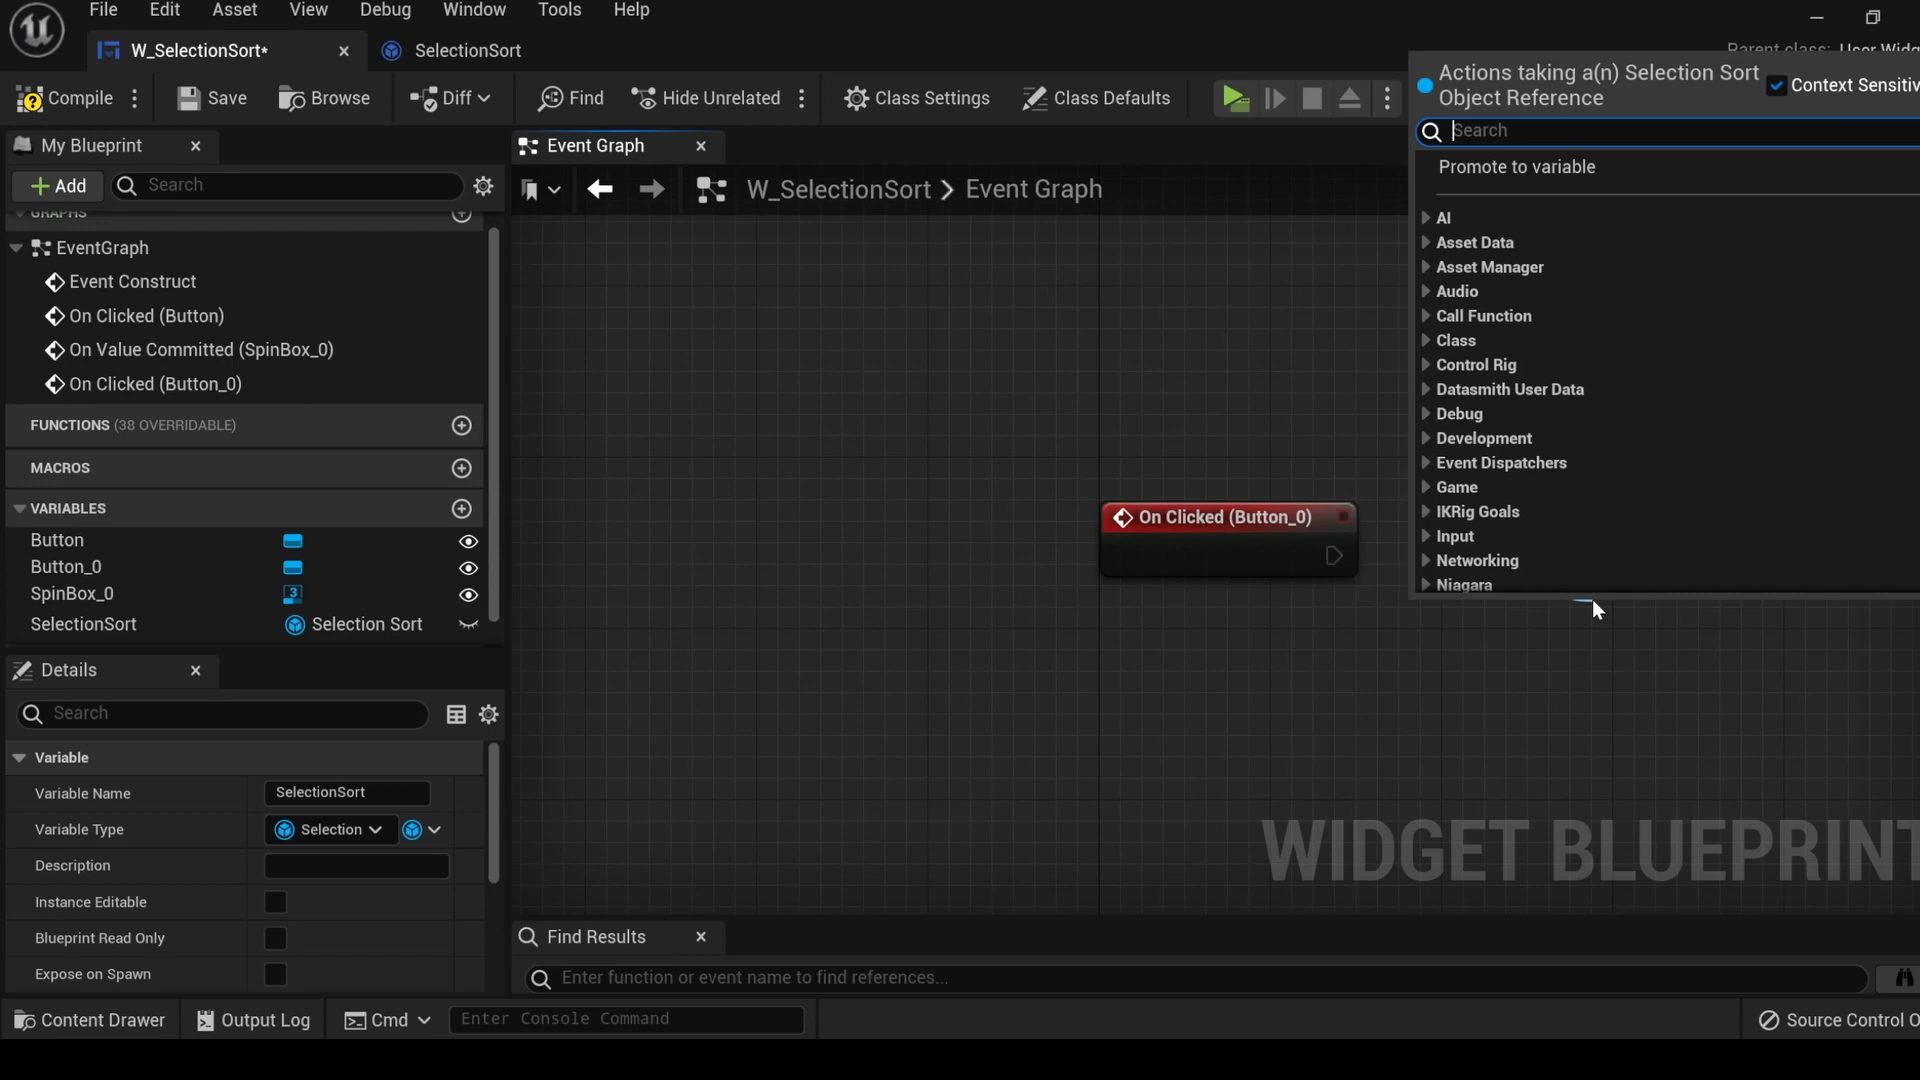 File Edit Asset View Debug Window Tools Help
W_SelectionSort*
SelectionSort
Parent class: User Widg
Compile
Save
Browse
Diff
Find
Hide Unrelated
Class Settings
Class Defaults
Actions taking a(n) Selection Sort
Object Reference
Context Sensitiv
Search
Promote to variable
AI
Asset Data
Asset Manager
Audio
Call Function
Class
Control Rig
Datasmith User Data
Debug
Development
Event Dispatchers
Game
IKRig Goals
Input
Networking
Niagara
My Blueprint
Add
Search
GRAPHS
EventGraph
Event Construct
On Clicked (Button)
On Value Committed (SpinBox_0)
On Clicked (Button_0)
FUNCTIONS (38 OVERRIDABLE)
MACROS
VARIABLES
Button
Button_0
SpinBox_0
3
SelectionSort
Selection Sort
Event Graph
W_SelectionSort > Event Graph
On Clicked (Button_0)
WIDGET BLUEPRINT
Details
Search
Variable
Variable Name
SelectionSort
Variable Type
Selection
Description
Instance Editable
Blueprint Read Only
Expose on Spawn
Find Results
Enter function or event name to find references...
Content Drawer
Output Log
Cmd
Enter Console Command
Source Control O